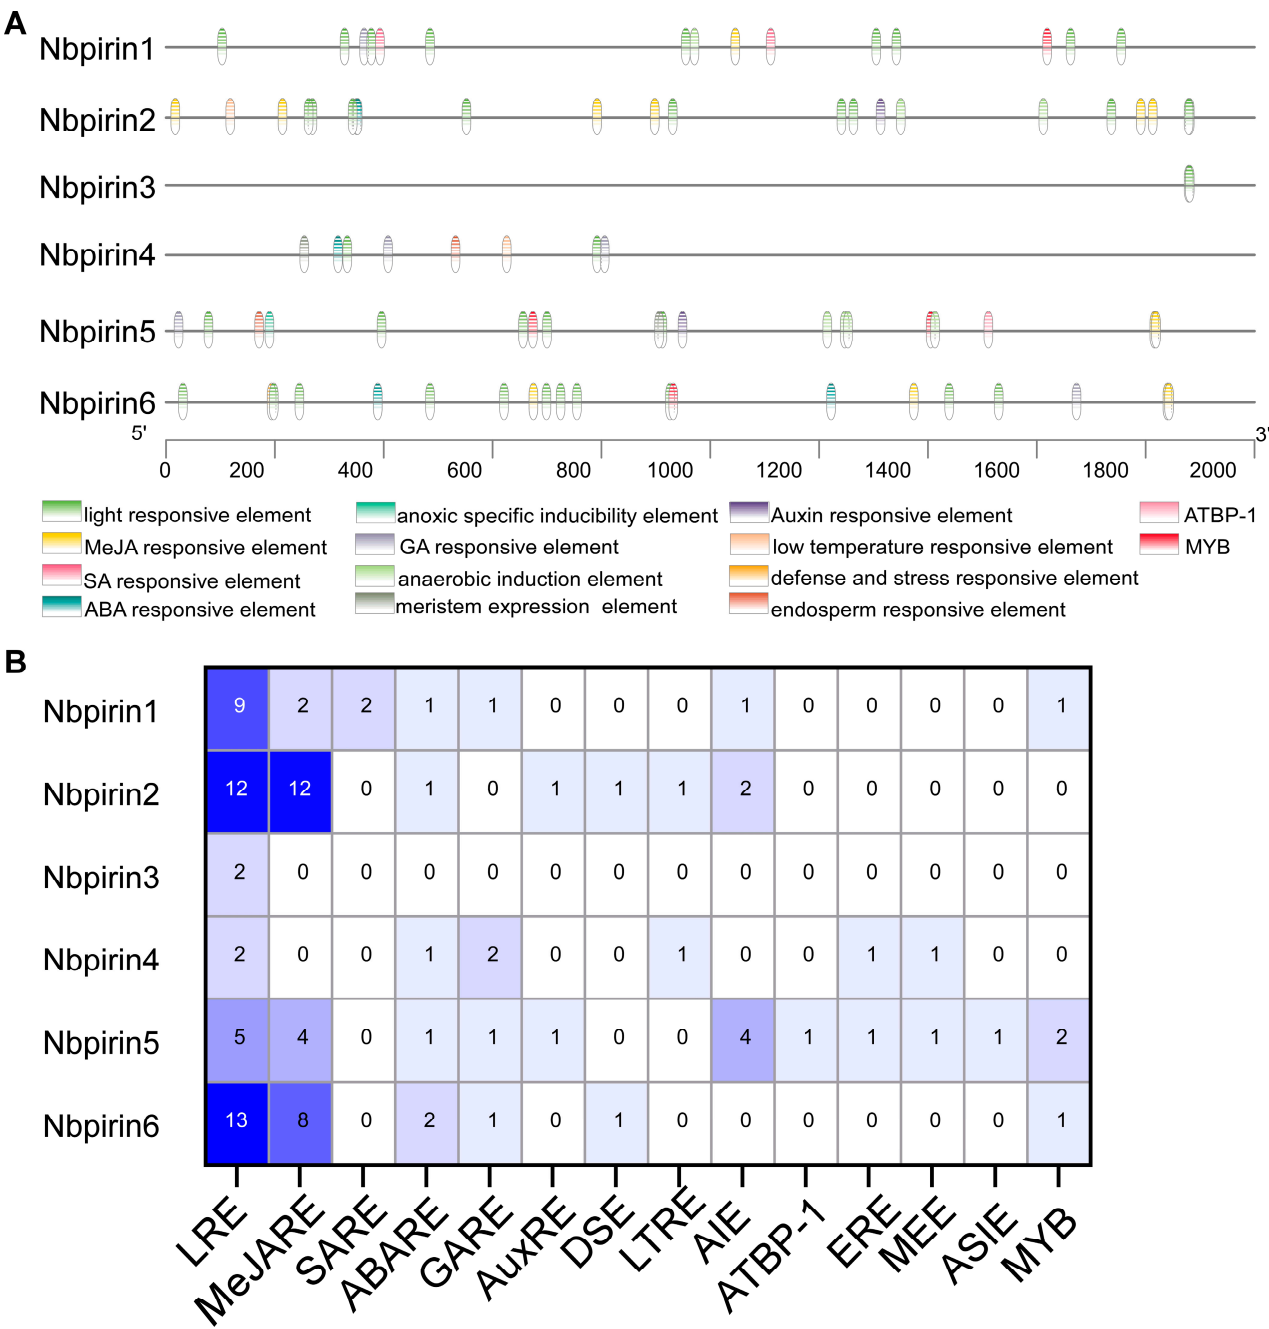 A
Nbpirin1
Nbpirin2
Nbpirin3
Nbpirin4
Nbpirin5
Nbpirin6
5' 3'
0 200 400 600 800 1000 1200 1400 1600 1800 2000
light responsive element anoxic specific inducibility element Auxin responsive element ATBP-1
MeJA responsive element GA responsive element low temperature responsive element MYB
SA responsive element anaerobic induction element defense and stress responsive element
ABA responsive element meristem expression element endosperm responsive element
B
Nbpirin1 9 2 2 1 1 0 0 0 1 0 0 0 0 1
Nbpirin2 12 12 0 1 0 1 1 1 2 0 0 0 0 0
Nbpirin3 2 0 0 0 0 0 0 0 0 0 0 0 0 0
Nbpirin4 2 0 0 1 2 0 0 1 0 0 1 1 0 0
Nbpirin5 5 4 0 1 1 1 0 0 4 1 1 1 1 2
Nbpirin6 13 8 0 2 1 0 1 0 0 0 0 0 0 1
LRE MeJARE SARE ABARE GARE AuxRE DSE LTRE AIE ATBP-1 ERE MEE ASIE MYB